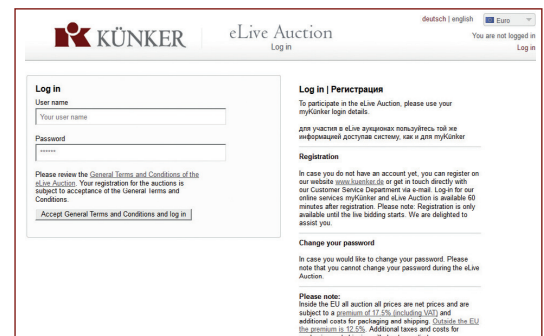 deutsch | english
Euro
KÜNKER
eLive Auction
Log in
You are not logged in
Log in
Log in
User name
Your user name
Password
******
Please review the General Terms and Conditions of the
eLive Auction. Your registration for the auctions is
subject to acceptance of the General Terms and
Conditions.
Accept General Terms and Conditions and log in
Log in | Регистрация
To participate in the eLive Auction, please use your
myKünker login details.
для участия в eLive аукционах пользуйтесь той же
информацией доступав систему, как и для myKünker
Registration
In case you do not have an account yet, you can register on
our website www.kuenker.de or get in touch directly with
our Customer Service Department via e-mail. Log-in for our
online services myKünker and eLive Auction is available 60
minutes after registration. Please note: Registration is only
available until the live bidding starts. We are delighted to
assist you.
Change your password
In case you would like to change your password. Please
note that you cannot change your password during the eLive
Auction.
Please note:
Inside the EU all auction all prices are net prices and are
subject to a premium of 17.5% (including VAT) and
additional costs for packaging and shipping. Outside the EU
the premium is 12.5%. Additional taxes and costs for